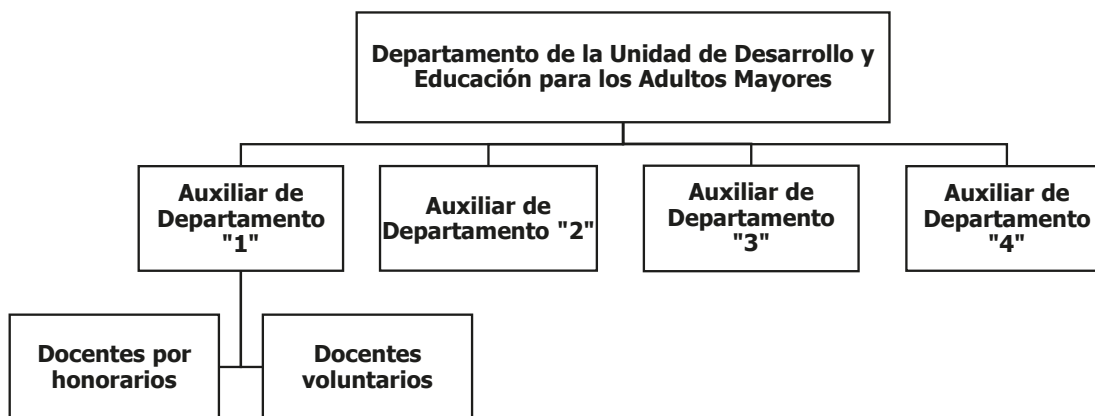 Departamento de la Unidad de Desarrollo y
Educación para los Adultos Mayores
Auxiliar de
Departamento
"1"
Auxiliar de
Departamento "2"
Auxiliar de
Departamento
"3"
Auxiliar de
Departamento
"4"
Docentes por
honorarios
Docentes
voluntarios